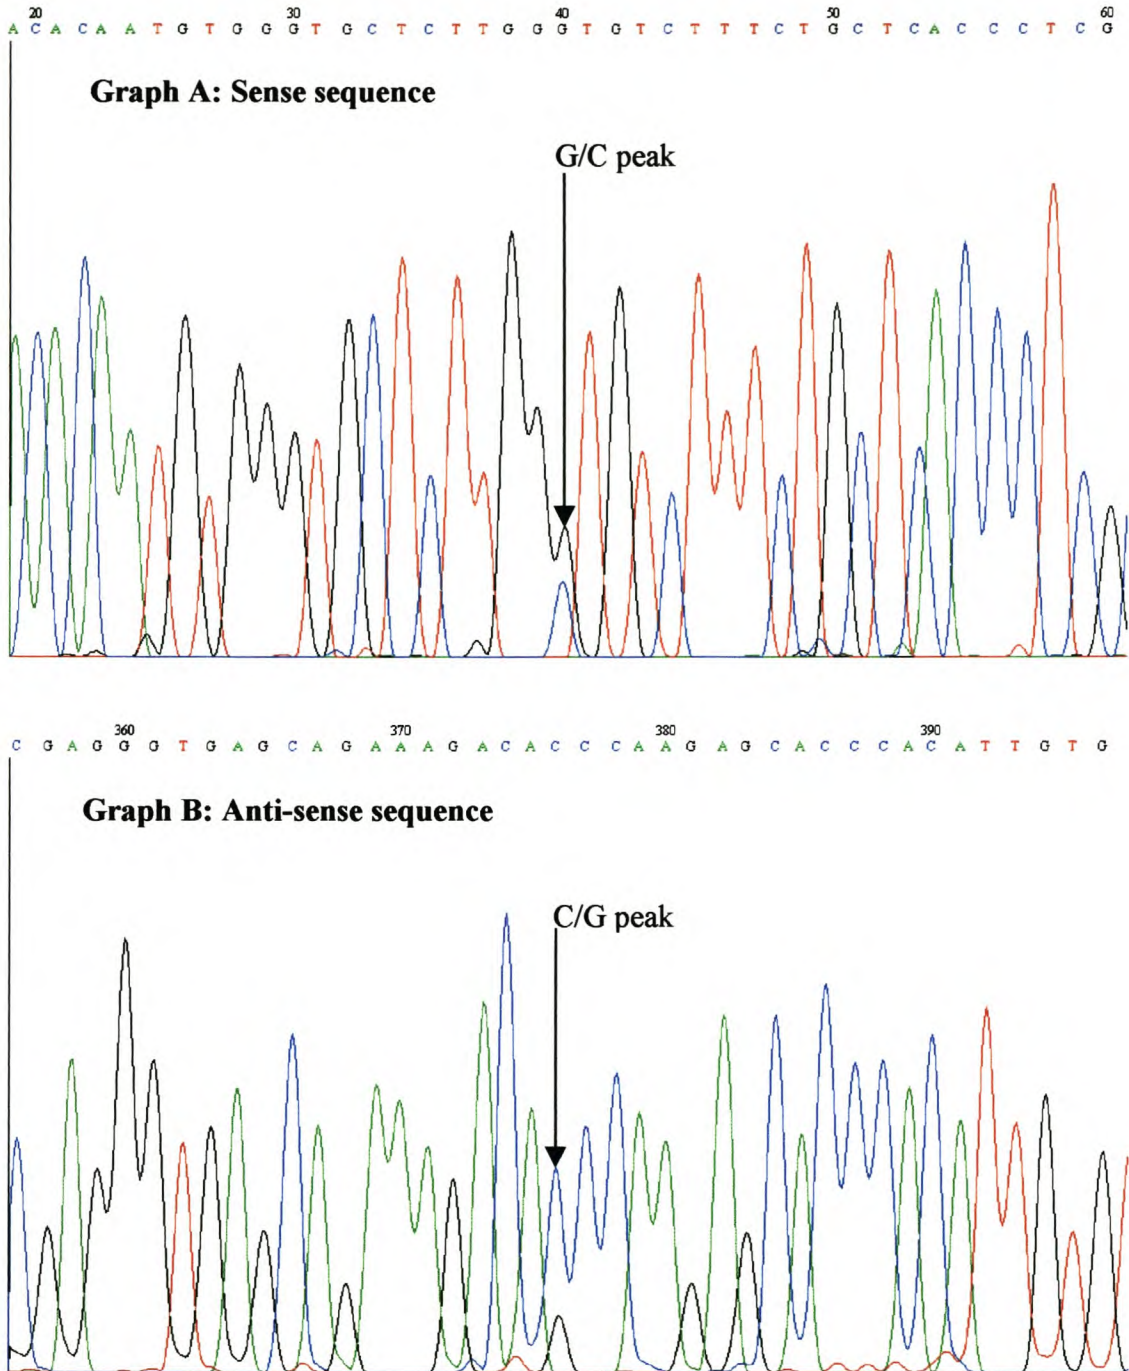 20 30 40 50 60
A C A C A A T G T G G G T G C T C T T G G G T G T C T T T C T G C T C A C C C T C G
Graph A: Sense sequence
G/C peak
360 370 380 390
C G A G G G T G A G C A G A A A G A C A C C C A A G A G C A C C C A C A T T G T G
Graph B: Anti-sense sequence
C/G peak